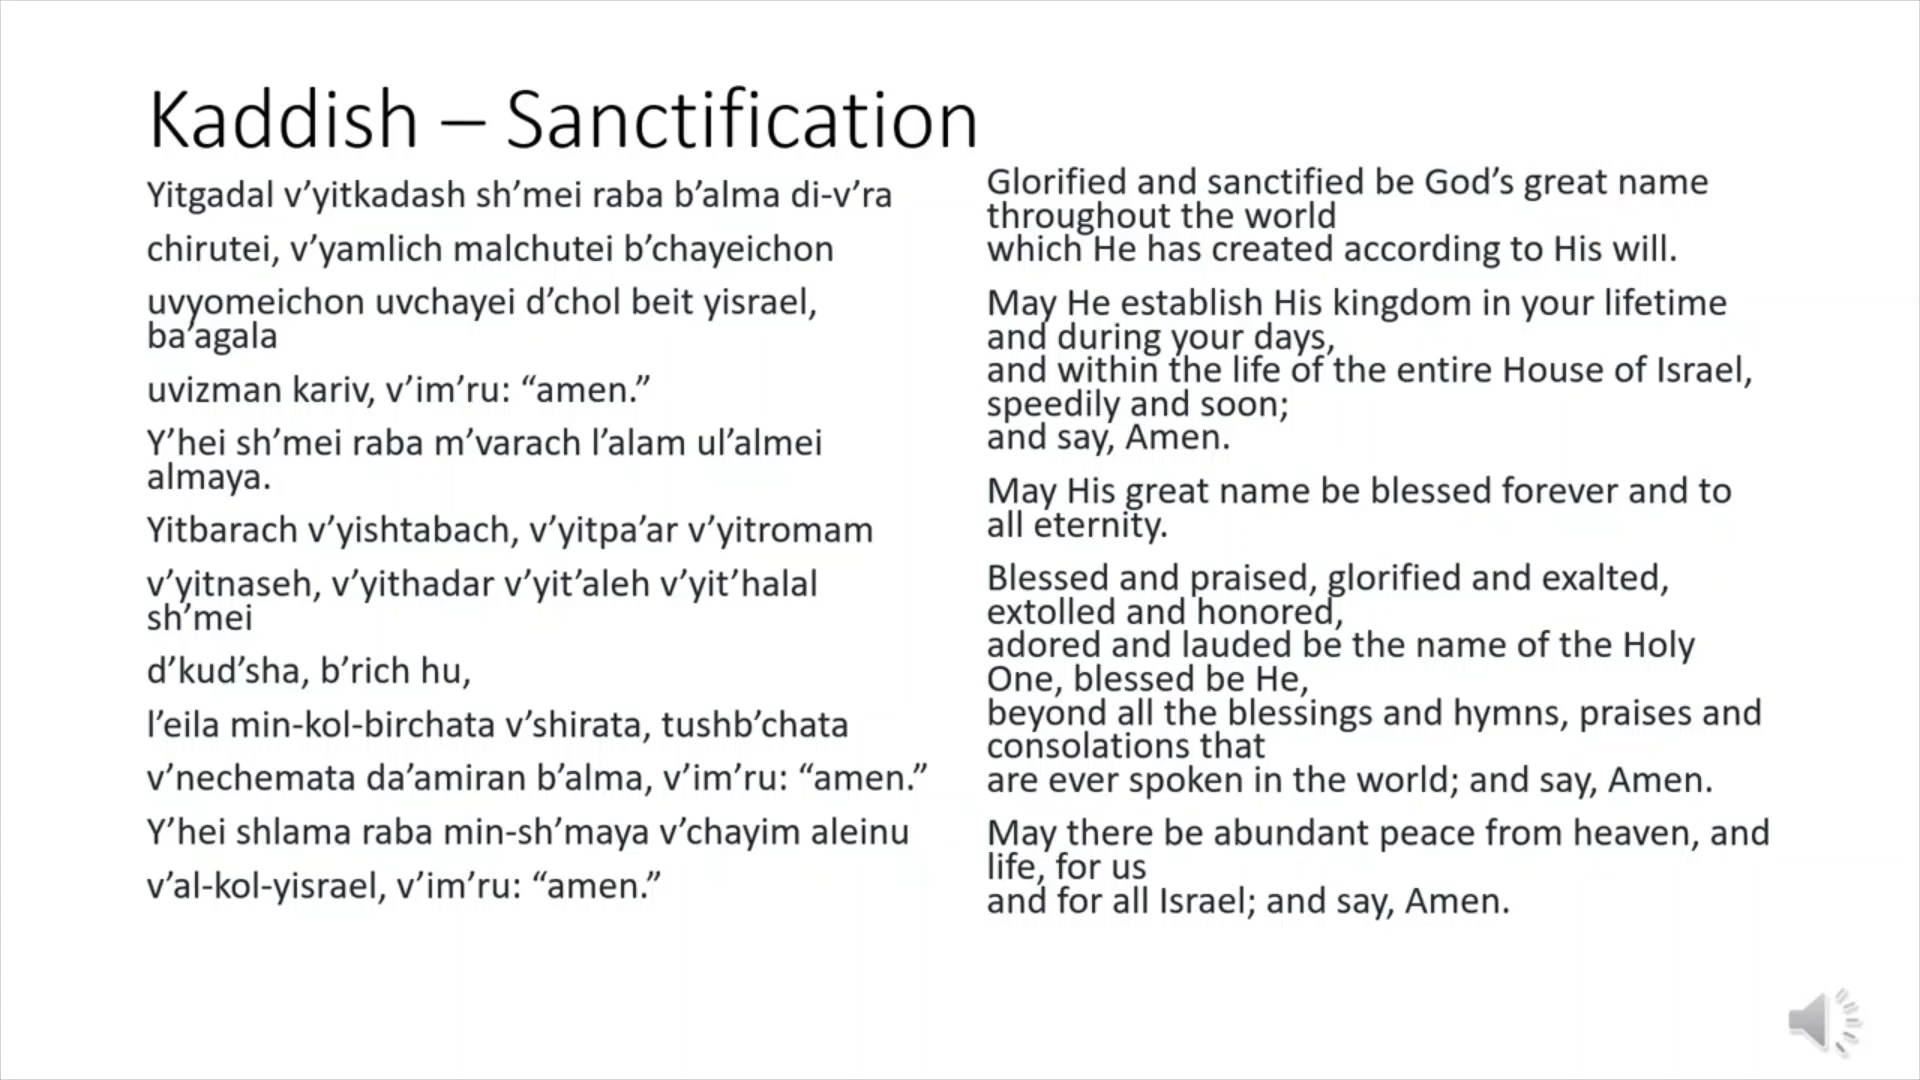 Kaddish – Sanctification
Yitgadal v’yitkadash sh’mei raba b’alma di-v’ra
chirutei, v’yamlich malchutei b’chayeichon
uvyomeichon uvchayei d’chol beit yisrael,
ba’agala
uvizman kariv, v’im’ru: “amen.”
Y’hei sh’mei raba m’varach l’alam ul’almei
almaya.
Yitbarach v’yishtabach, v’yitpa’ar v’yitromam
v’yitnaseh, v’yithadar v’yit’aleh v’yit’halal
sh’mei
d’kud’sha, b’rich hu,
l’eila min-kol-birchata v’shirata, tushb’chata
v’nechemata da’amiran b’alma, v’im’ru: “amen.”
Y’hei shlama raba min-sh’maya v’chayim aleinu
v’al-kol-yisrael, v’im’ru: “amen.”
Glorified and sanctified be God’s great name
throughout the world
which He has created according to His will.
May He establish His kingdom in your lifetime
and during your days,
and within the life of the entire House of Israel,
speedily and soon;
and say, Amen.
May His great name be blessed forever and to
all eternity.
Blessed and praised, glorified and exalted,
extolled and honored,
adored and lauded be the name of the Holy
One, blessed be He,
beyond all the blessings and hymns, praises and
consolations that
are ever spoken in the world; and say, Amen.
May there be abundant peace from heaven, and
life, for us
and for all Israel; and say, Amen.